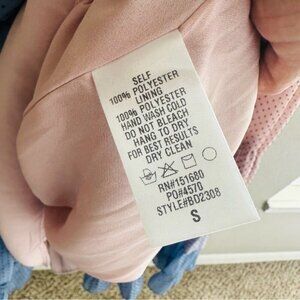 SELF
100% POLYESTER
LINING
100% POLYESTER
HAND WASH COLD
DO NOT BLEACH
HANG TO DRY
FOR BEST RESULTS
DRY CLEAN
RN#151680
PO#4570
STYLE#BD2308
S